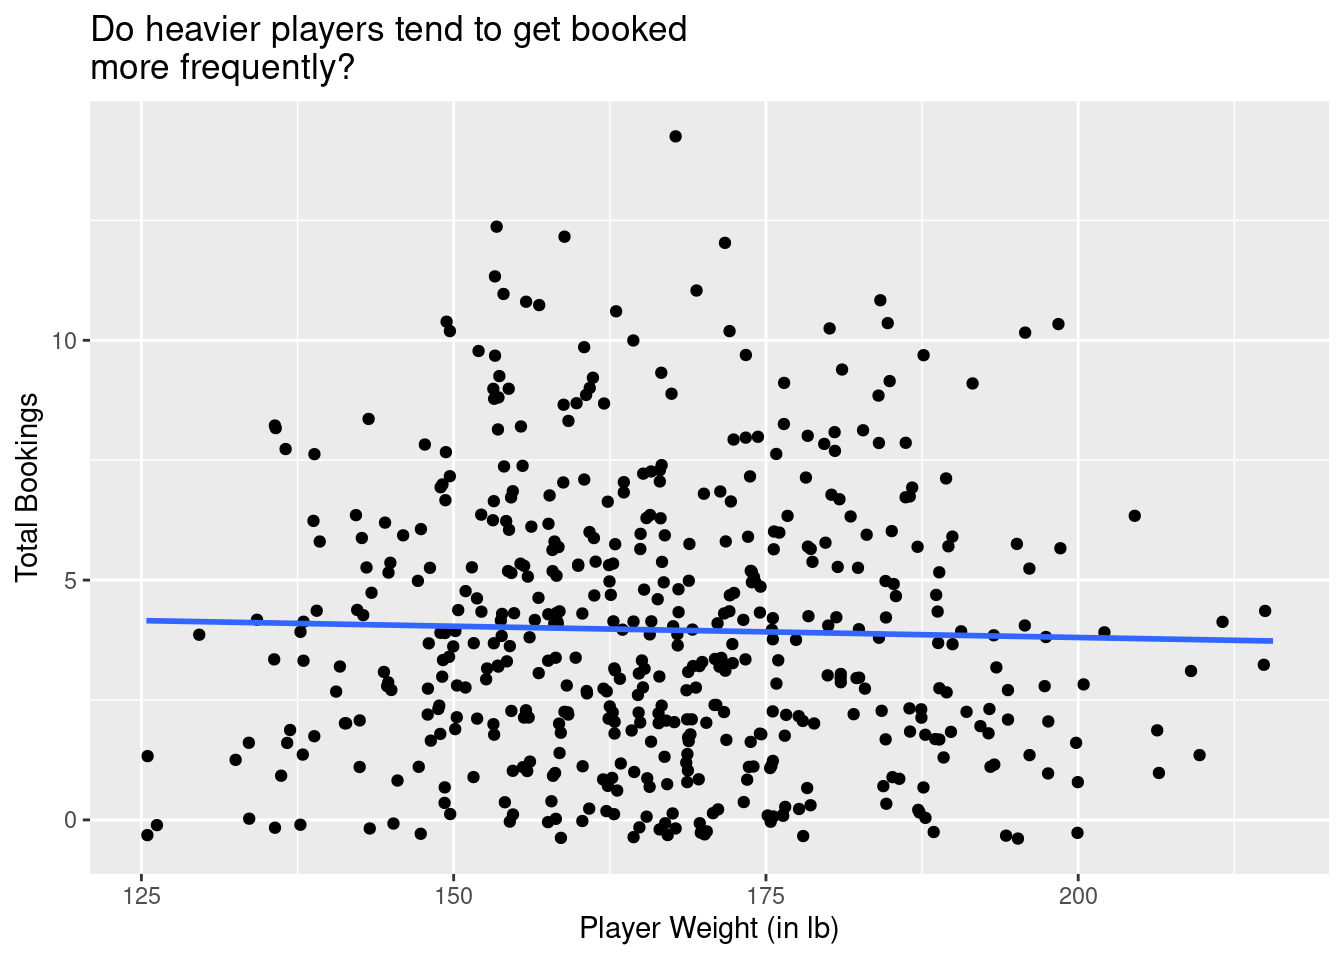 Do heavier players tend to get booked
more frequently?
Total Bookings
10
5
0
125 150 175 200
Player Weight (in lb)